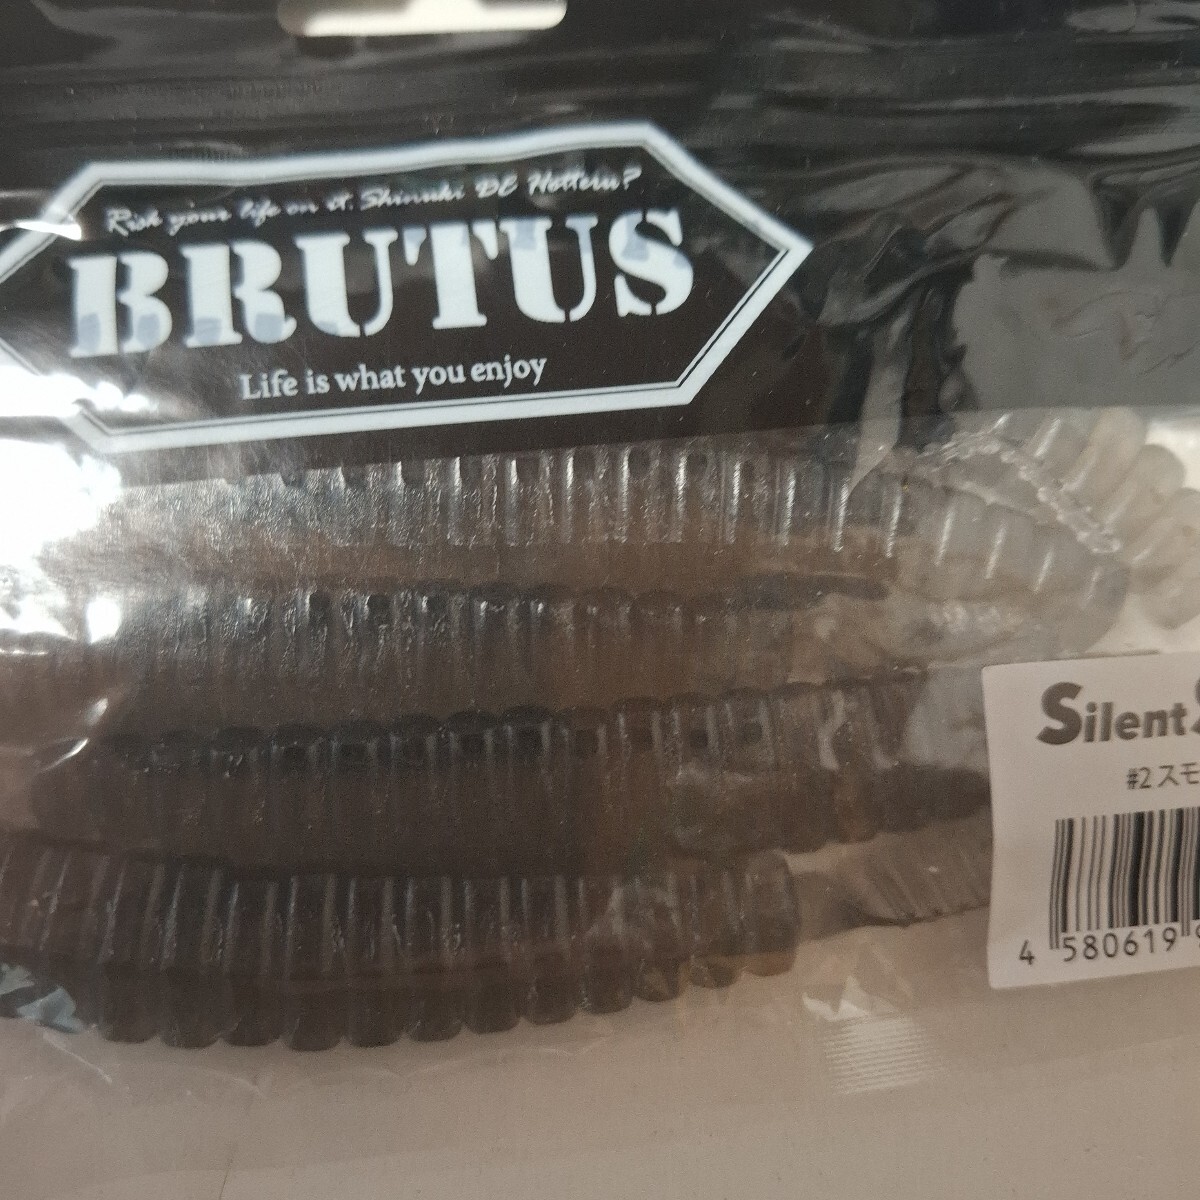 Risk your life on it. Shinuki DE Hotteru?
BRUTUS
Life is what you enjoy
Silent
#2 スモ
4 580619